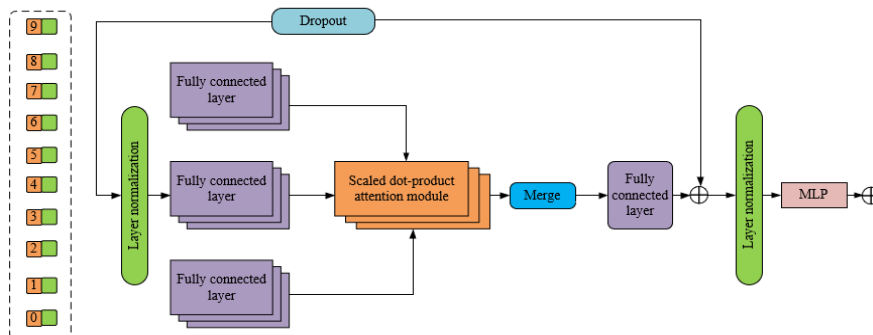 Dropout
9
8
7
6
5
4
3
2
1
0
Layer normalization
Fully connected
layer
Fully connected
layer
Fully connected
layer
Scaled dot-product
attention module
Merge
Fully
connected
layer
Layer normalization
MLP